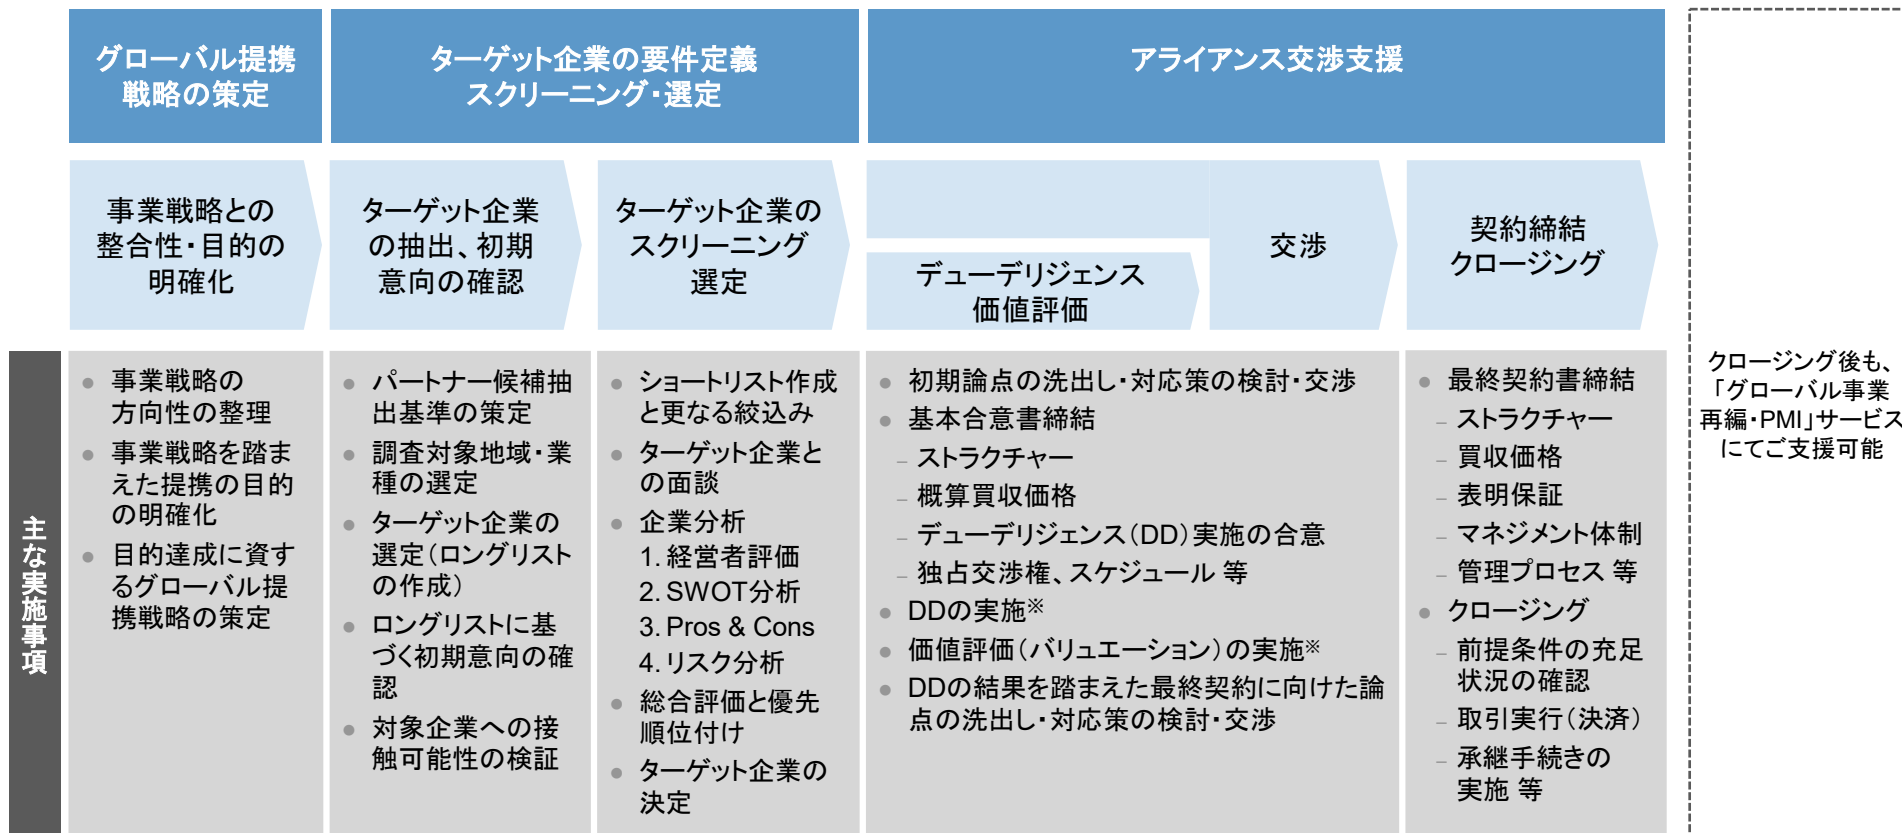 グローバル提携
戦略の策定
ターゲット企業の要件定義
スクリーニング・選定
アライアンス交渉支援
事業戦略との
整合性・目的の
明確化
ターゲット企業
の抽出、初期
意向の確認
ターゲット企業の
スクリーニング
選定
デューデリジェンス
価値評価
交渉
契約締結
クロージング
主な実施事項
● 事業戦略の
方向性の整理
● 事業戦略を踏ま
えた提携の目的
の明確化
● 目的達成に資す
るグローバル提
携戦略の策定
● パートナー候補抽
出基準の策定
● 調査対象地域・業
種の選定
● ターゲット企業の
選定（ロングリスト
の作成）
● ロングリストに基
づく初期意向の確
認
● 対象企業への接
触可能性の検証
● ショートリスト作成
と更なる絞込み
● ターゲット企業と
の面談
● 企業分析
1. 経営者評価
2. SWOT分析
3. Pros & Cons
4. リスク分析
● 総合評価と優先
順位付け
● ターゲット企業の
決定
● 初期論点の洗出し・対応策の検討・交渉
● 基本合意書締結
– ストラクチャー
– 概算買収価格
– デューデリジェンス（DD）実施の合意
– 独占交渉権、スケジュール 等
● DDの実施※
● 価値評価（バリュエーション）の実施※
● DDの結果を踏まえた最終契約に向けた論
点の洗出し・対応策の検討・交渉
● 最終契約書締結
– ストラクチャー
– 買収価格
– 表明保証
– マネジメント体制
– 管理プロセス 等
● クロージング
– 前提条件の充足
状況の確認
– 取引実行（決済）
– 承継手続きの
実施 等
クロージング後も、
「グローバル事業
再編・PMI」サービス
にてご支援可能